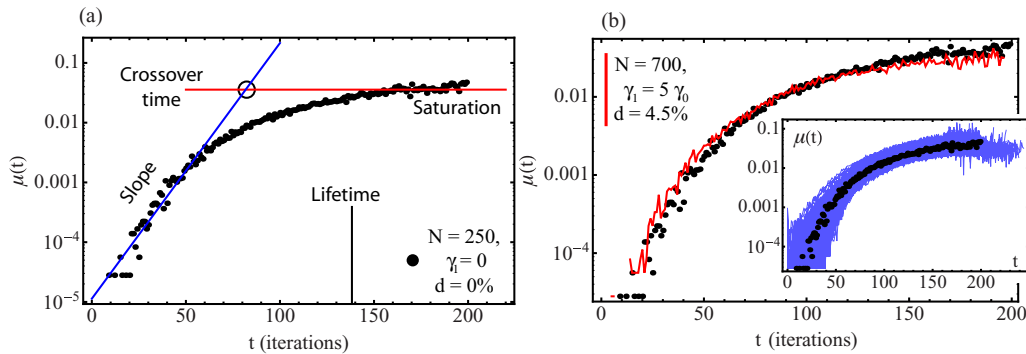 (a)
0.1
0.01
0.001
10⁻⁴
10⁻⁵
μ(t)
Crossover
time
Slope
Saturation
Lifetime
N = 250,
γ₁ = 0
d = 0%
0
50
100
150
200
t (iterations)
(b)
0.01
0.001
10⁻⁴
μ(t)
N = 700,
γ₁ = 5 γ₀
d = 4.5%
0
50
100
150
200
t (iterations)
μ(t)
0.1
0.01
0.001
10⁻⁴
0
50
100
150
200
t